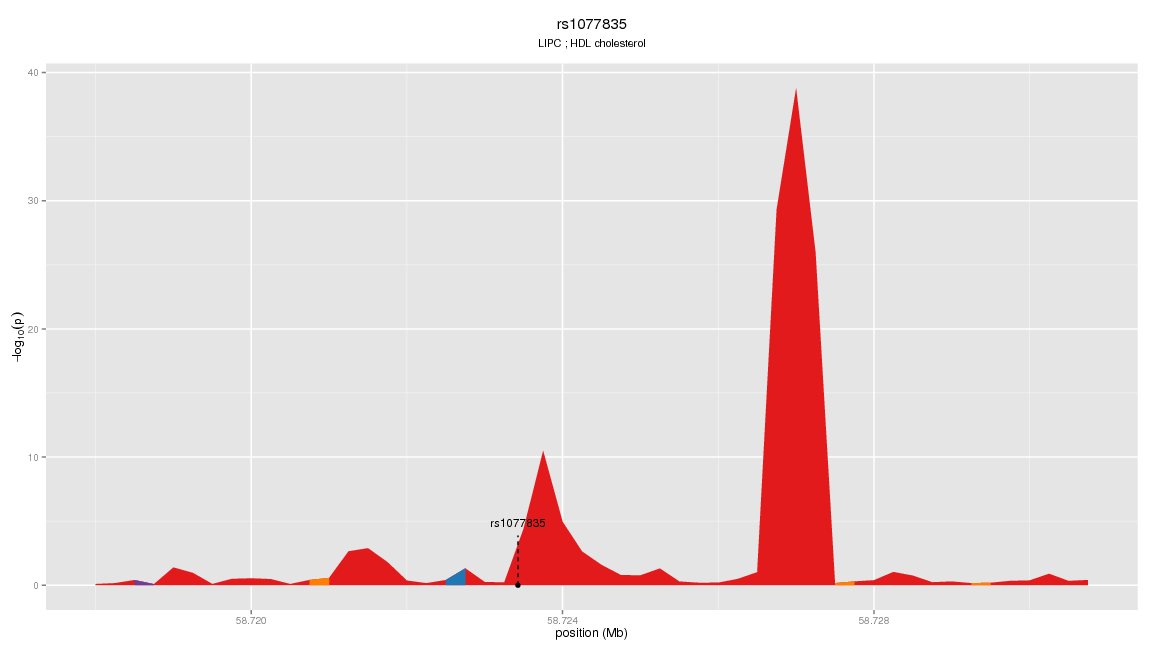 rs1077835
LIPC ; HDL cholesterol
40
30
20
10
0
−log10(p)
rs1077835
58.720
58.724
58.728
position (Mb)